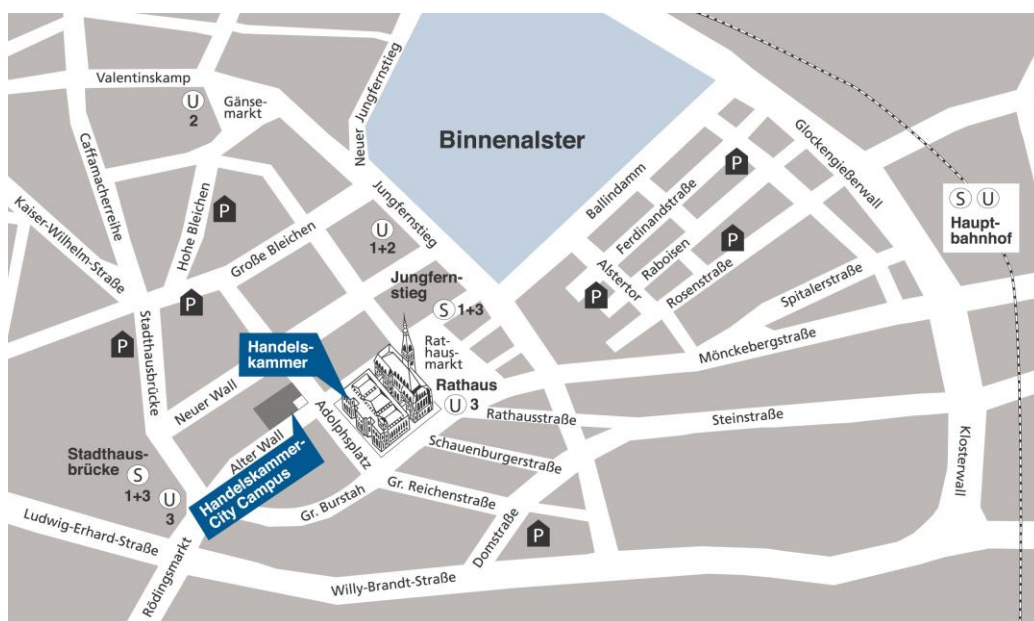 Valentinskamp
U
2
Gänse-
markt
Neuer Jungfernstieg
Binnenalster
Caffamacherreihe
Kaiser-Wilhelm-Straße
Hohe Bleichen
P
Große Bleichen
P
P
Stadthausbrücke
U
1+2
Jungfernstieg
Jungfern-
stieg
S 1+3
Ballindamm
Ferdinandstraße
P
Raboisen
P
Rosenstraße
Alstertor
P
Glockengießerwall
Spitalerstraße
S U
Haupt-
bahnhof
Handels-
kammer
Rat-
haus-
markt
Rathaus
U 3
Mönckebergstraße
Neuer Wall
Alter Wall
Adolphsplatz
Rathausstraße
Steinstraße
Schauenburgerstraße
Klosterwall
Stadthaus-
brücke
S
1+3
U
3
Handelskammer-
City Campus
Gr. Burstah
Gr. Reichenstraße
Domstraße
P
Ludwig-Erhard-Straße
Rödingsmarkt
Willy-Brandt-Straße